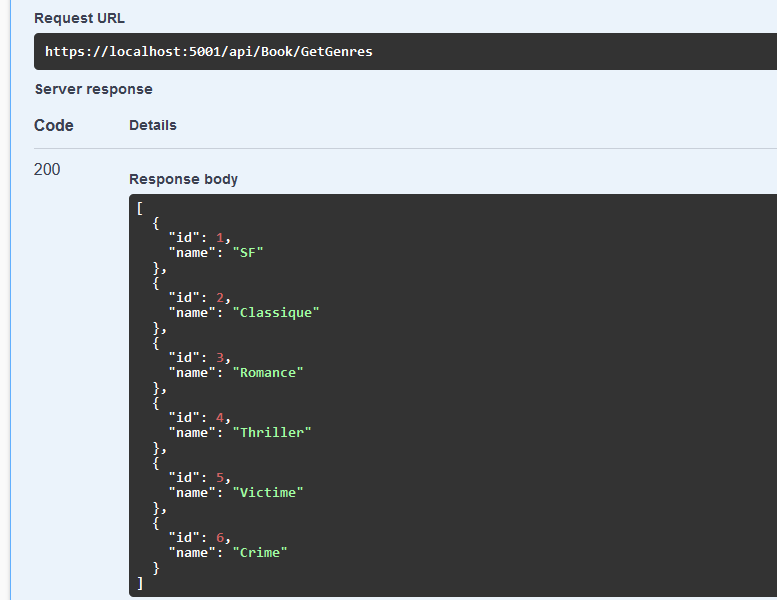 Request URL
https://localhost:5001/api/Book/GetGenres
Server response
Code Details
200
Response body
[
  {
    "id": 1,
    "name": "SF"
  },
  {
    "id": 2,
    "name": "Classique"
  },
  {
    "id": 3,
    "name": "Romance"
  },
  {
    "id": 4,
    "name": "Thriller"
  },
  {
    "id": 5,
    "name": "Victime"
  },
  {
    "id": 6,
    "name": "Crime"
  }
]